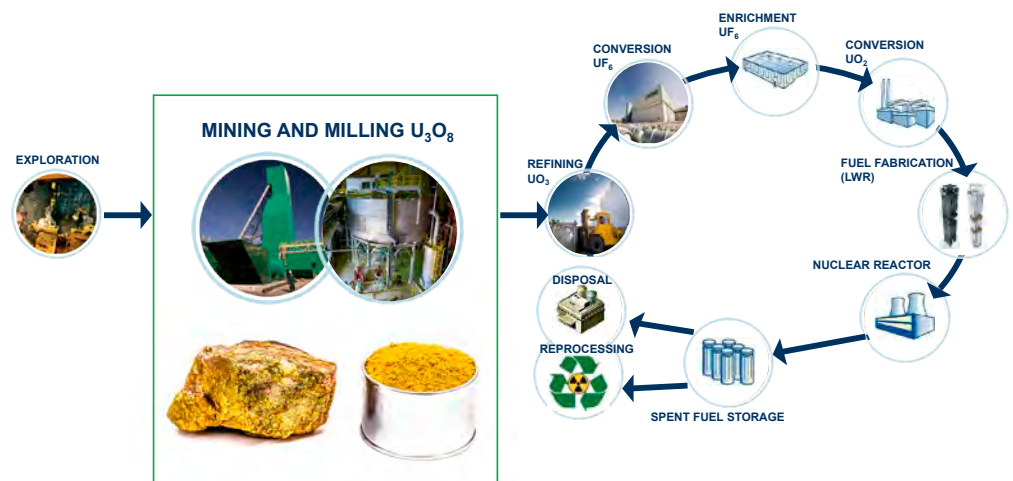 EXPLORATION
MINING AND MILLING U₃O₈
REFINING
UO₃
CONVERSION
UF₆
ENRICHMENT
UF₆
CONVERSION
UO₂
FUEL FABRICATION
(LWR)
NUCLEAR REACTOR
SPENT FUEL STORAGE
DISPOSAL
REPROCESSING